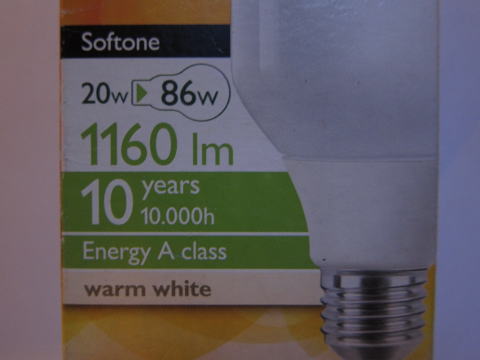 Softone
20w 86w
1160 lm
10 years
10.000h
Energy A class
warm white